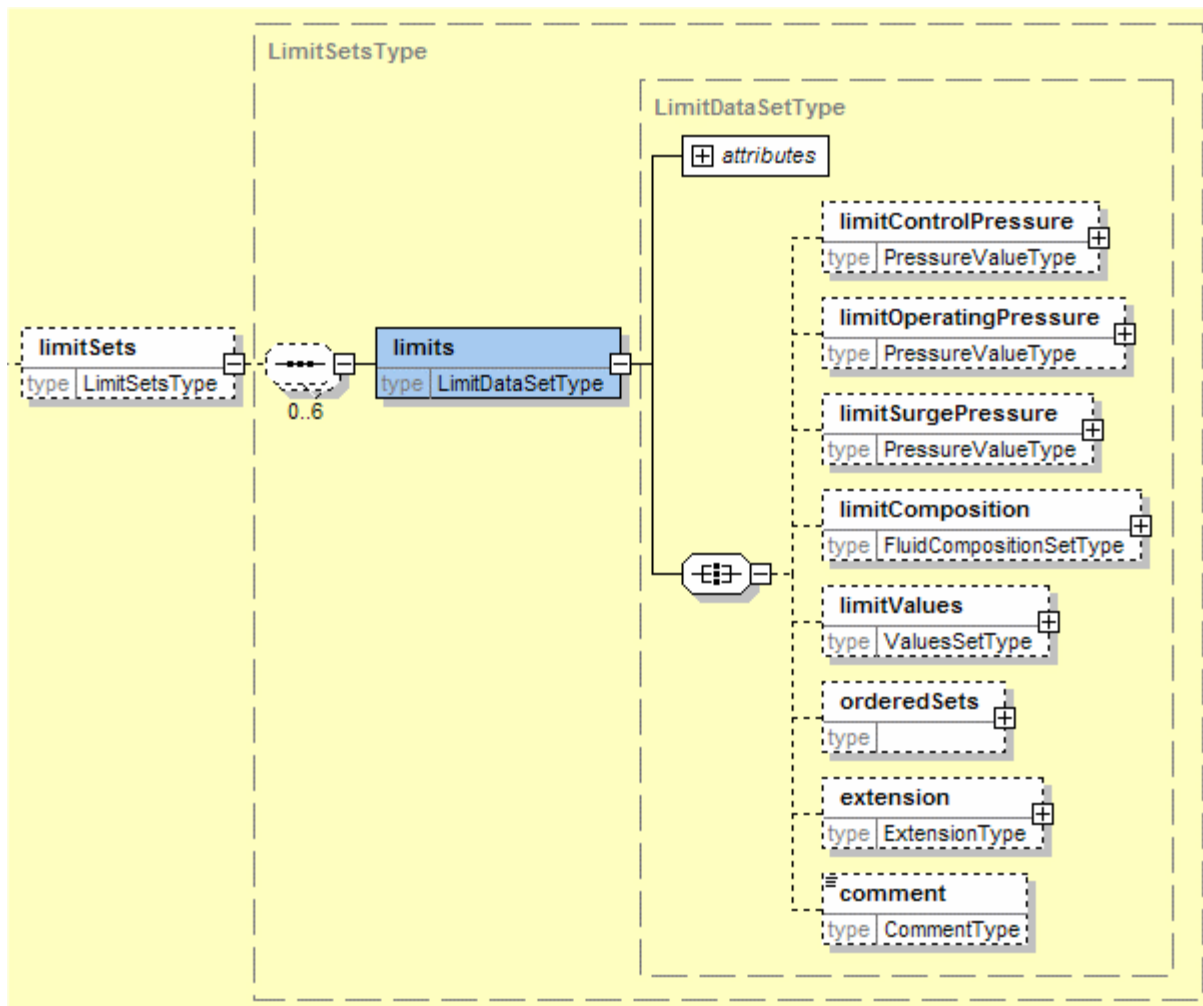 LimitSetsType
LimitDataSetType
attributes
limitControlPressure
type PressureValueType
limitOperatingPressure
type PressureValueType
limitSets
type LimitSetsType
0..6
limits
type LimitDataSetType
limitSurgePressure
type PressureValueType
limitComposition
type FluidCompositionSetType
limitValues
type ValuesSetType
orderedSets
type
extension
type ExtensionType
comment
type CommentType